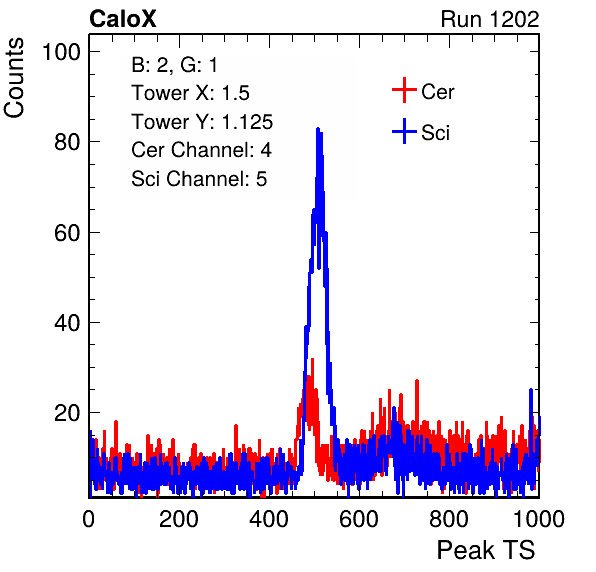 CaloX Run 1202
Counts
100
80
60
40
20
B: 2, G: 1
Tower X: 1.5
Tower Y: 1.125
Cer Channel: 4
Sci Channel: 5
Cer
Sci
0 200 400 600 800 1000
Peak TS